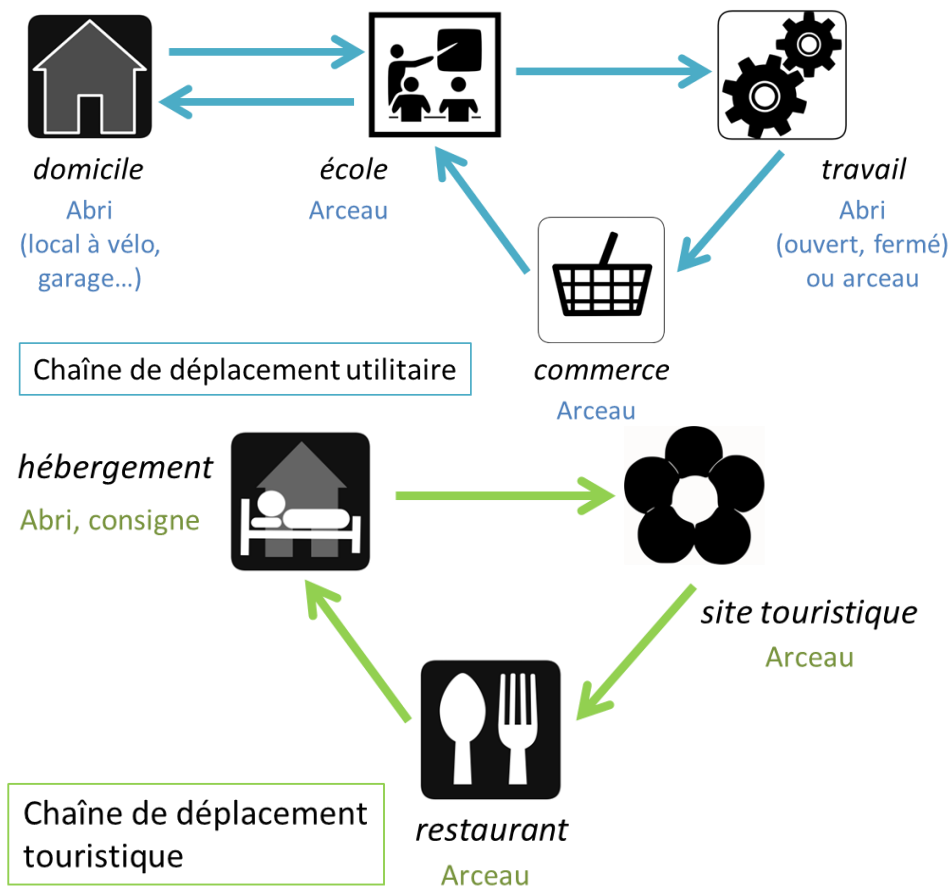 domicile
Abri
(local à vélo,
garage…)
école
Arceau
travail
Abri
(ouvert, fermé)
ou arceau
commerce
Arceau
Chaîne de déplacement utilitaire
hébergement
Abri, consigne
site touristique
Arceau
restaurant
Arceau
Chaîne de déplacement
touristique